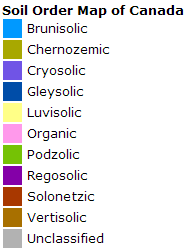 Soil Order Map of Canada
Brunisolic
Chernozemic
Cryosolic
Gleysolic
Luvisolic
Organic
Podzolic
Regosolic
Solonetzic
Vertisolic
Unclassified